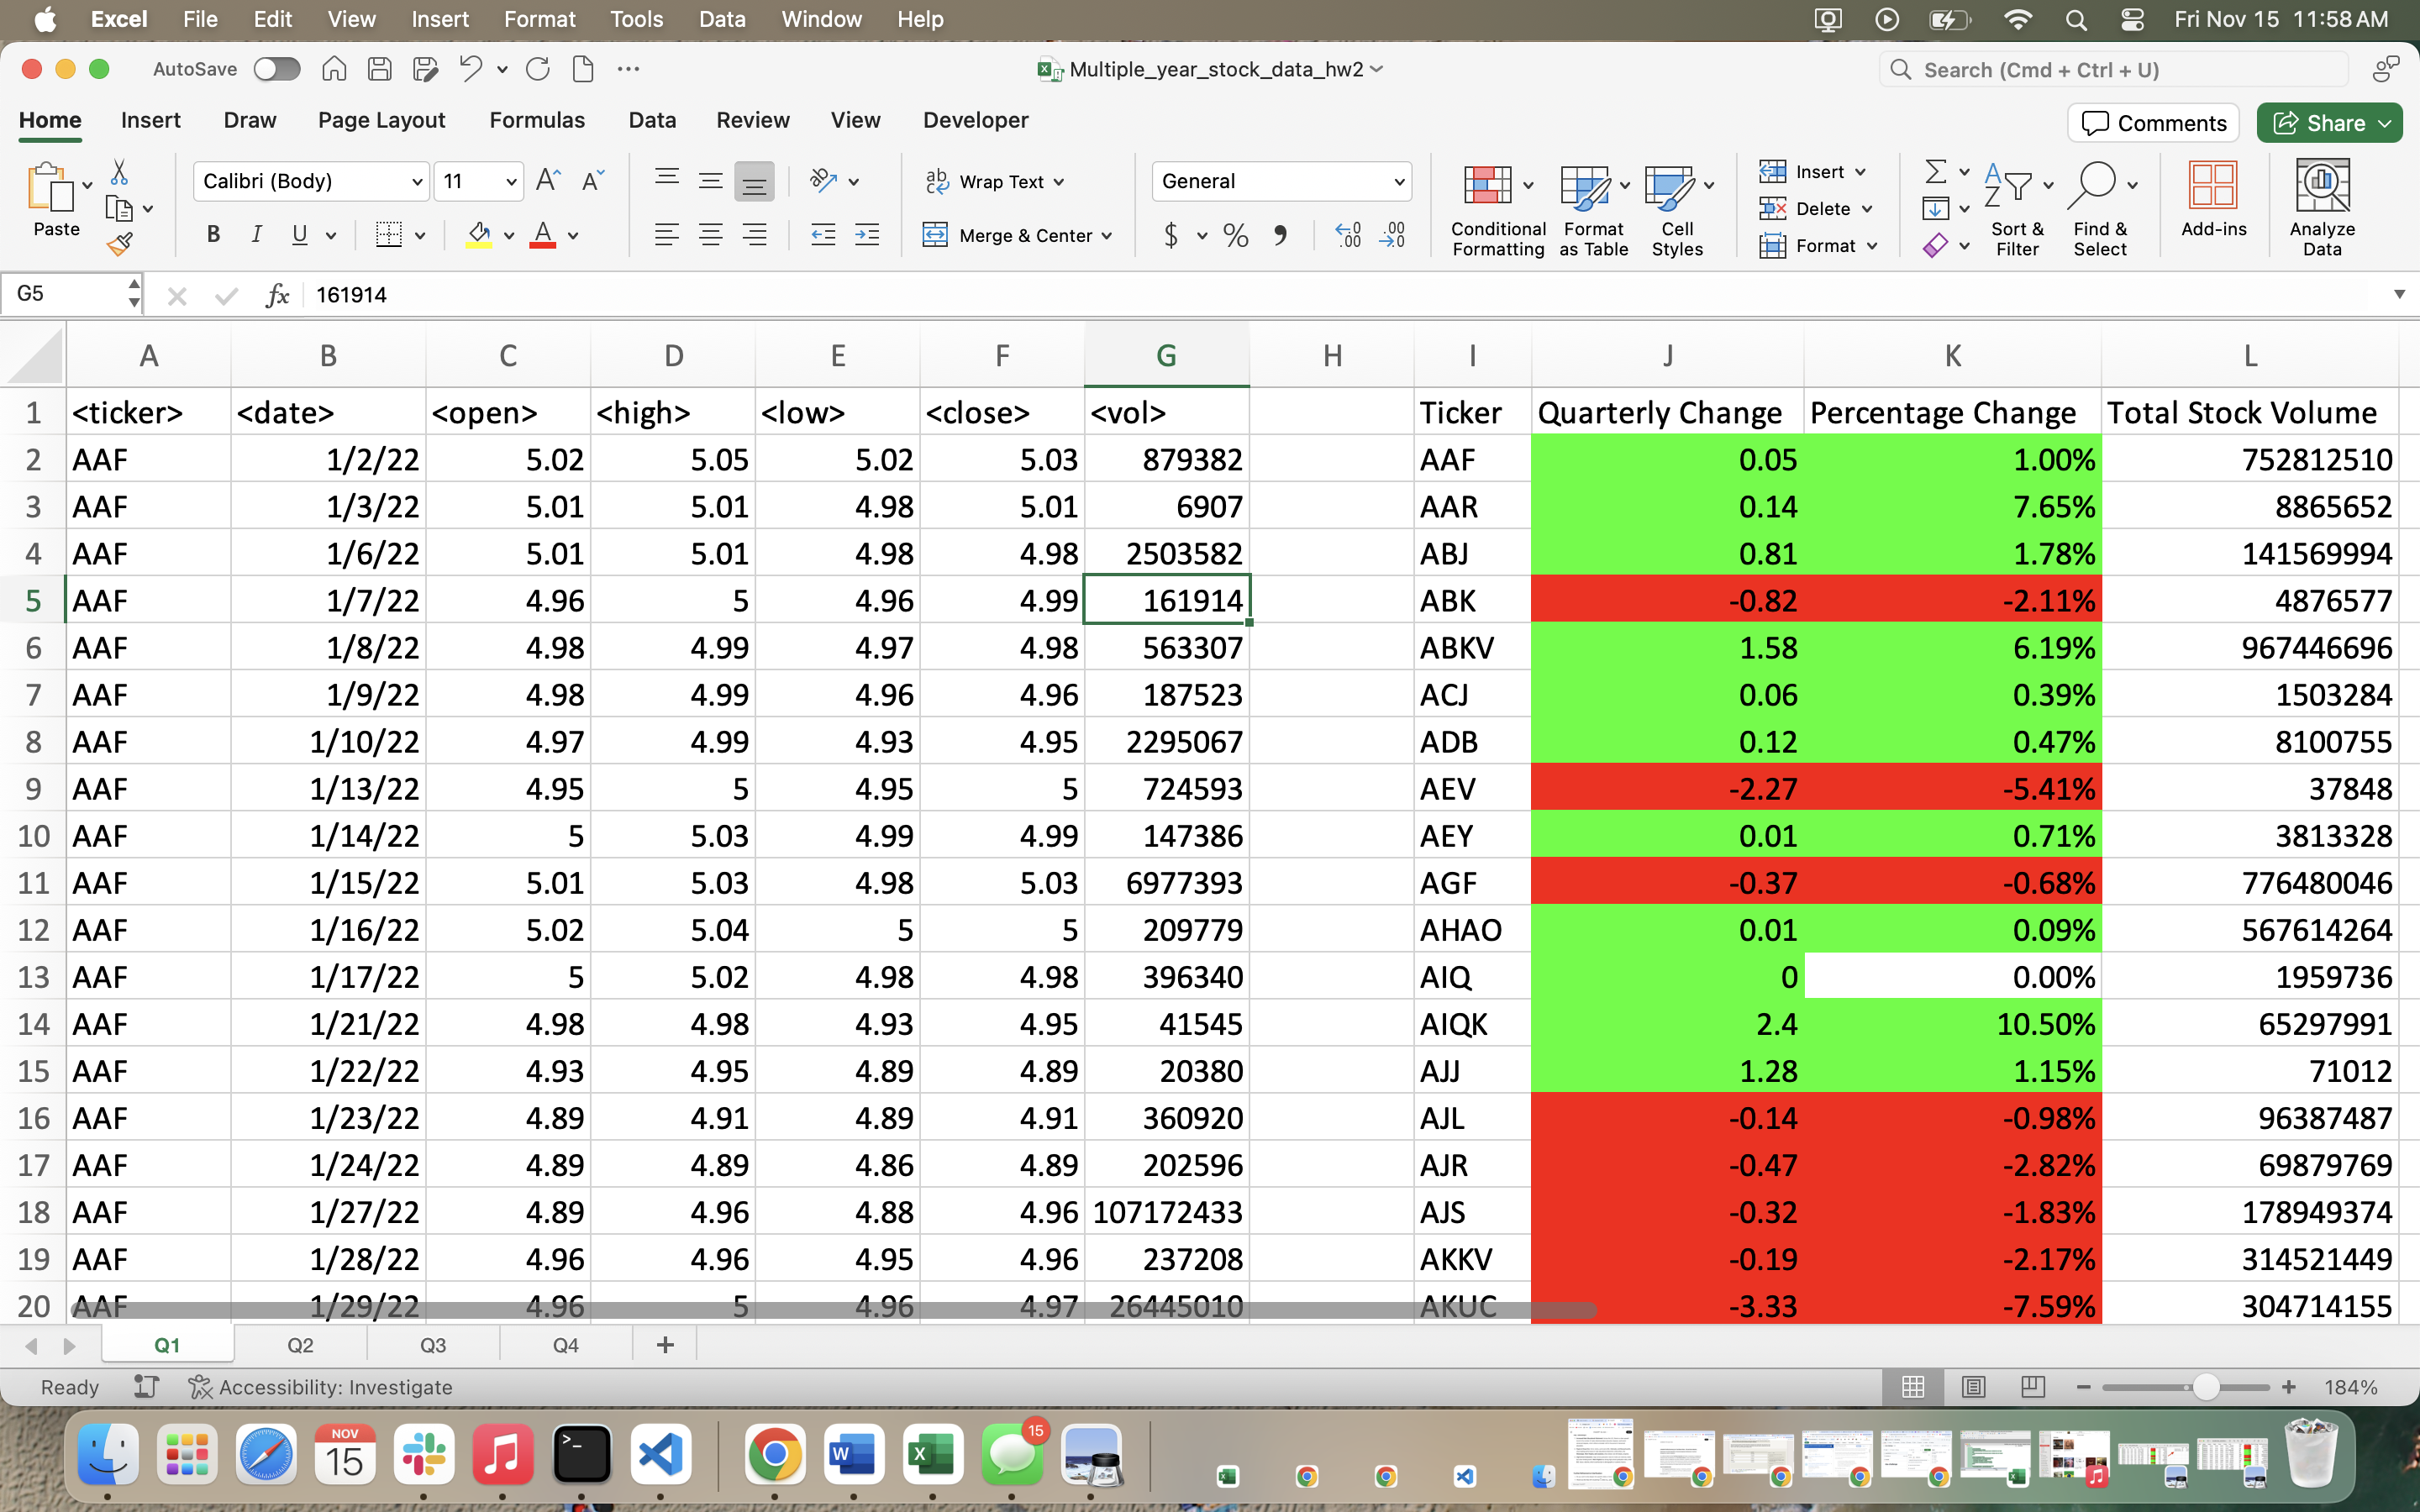 Excel File Edit View Insert Format Tools Data Window Help Fri Nov 15 11:58 AM
AutoSave Multiple_year_stock_data_hw2 Search (Cmd + Ctrl + U)
Home Insert Draw Page Layout Formulas Data Review View Developer Comments Share
Paste Calibri (Body) 11 Wrap Text General Conditional Formatting Format as Table Cell Styles Insert Sort & Filter Find & Select Add-ins Analyze Data
B I U Merge & Center $ % Delete
Format
G5 fx 161914
A B C D E F G H I J K L
1 <ticker> <date> <open> <high> <low> <close> <vol> Ticker Quarterly Change Percentage Change Total Stock Volume
2 AAF 1/2/22 5.02 5.05 5.02 5.03 879382 AAF 0.05 1.00% 752812510
3 AAF 1/3/22 5.01 5.01 4.98 5.01 6907 AAR 0.14 7.65% 8865652
4 AAF 1/6/22 5.01 5.01 4.98 4.98 2503582 ABJ 0.81 1.78% 141569994
5 AAF 1/7/22 4.96 5 4.96 4.99 161914 ABK -0.82 -2.11% 4876577
6 AAF 1/8/22 4.98 4.99 4.97 4.98 563307 ABKV 1.58 6.19% 967446696
7 AAF 1/9/22 4.98 4.99 4.96 4.96 187523 ACJ 0.06 0.39% 1503284
8 AAF 1/10/22 4.97 4.99 4.93 4.95 2295067 ADB 0.12 0.47% 8100755
9 AAF 1/13/22 4.95 5 4.95 5 724593 AEV -2.27 -5.41% 37848
10 AAF 1/14/22 5 5.03 4.99 4.99 147386 AEY 0.01 0.71% 3813328
11 AAF 1/15/22 5.01 5.03 4.98 5.03 6977393 AGF -0.37 -0.68% 776480046
12 AAF 1/16/22 5.02 5.04 5 5 209779 AHAO 0.01 0.09% 567614264
13 AAF 1/17/22 5 5.02 4.98 4.98 396340 AIQ 0 0.00% 1959736
14 AAF 1/21/22 4.98 4.98 4.93 4.95 41545 AIQK 2.4 10.50% 65297991
15 AAF 1/22/22 4.93 4.95 4.89 4.89 20380 AJJ 1.28 1.15% 71012
16 AAF 1/23/22 4.89 4.91 4.89 4.91 360920 AJL -0.14 -0.98% 96387487
17 AAF 1/24/22 4.89 4.89 4.86 4.89 202596 AJR -0.47 -2.82% 69879769
18 AAF 1/27/22 4.89 4.96 4.88 4.96 107172433 AJS -0.32 -1.83% 178949374
19 AAF 1/28/22 4.96 4.96 4.95 4.96 237208 AKKV -0.19 -2.17% 314521449
20 AAF 1/29/22 4.96 5 4.96 4.97 26445010 AKUC -3.33 -7.59% 304714155
Q1 Q2 Q3 Q4 +
Ready Accessibility: Investigate 184%
NOV 15
15